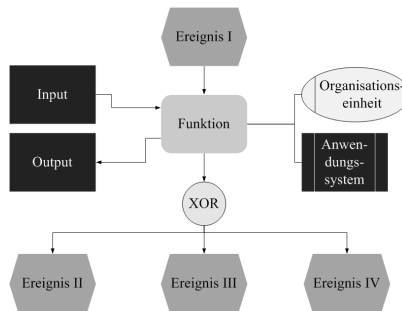 Ereignis I
Input
Organisations-
einheit
Funktion
Output
Anwen-
dungs-
system
XOR
Ereignis II
Ereignis III
Ereignis IV